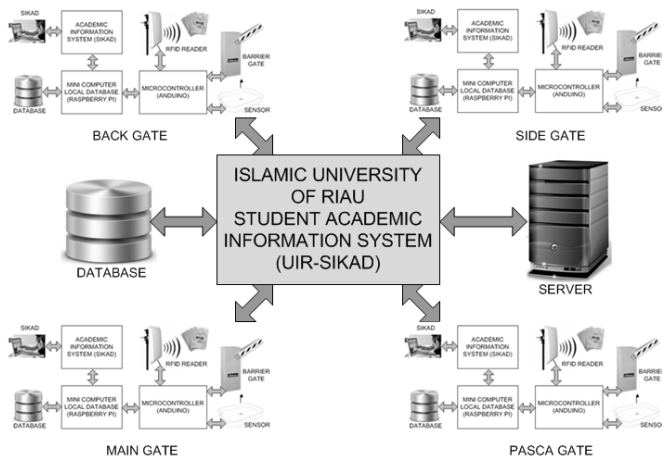 SIKAD
ACADEMIC
INFORMATION
SYSTEM (SIKAD)
RFID READER
BARRIER
GATE
MINI COMPUTER
LOCAL DATABASE
(RASPBERRY PI)
MICROCONTROLLER
(ANDUINO)
DATABASE
SENSOR
BACK GATE
SIKAD
ACADEMIC
INFORMATION
SYSTEM (SIKAD)
RFID READER
BARRIER
GATE
MINI COMPUTER
LOCAL DATABASE
(RASPBERRY PI)
MICROCONTROLLER
(ANDUINO)
DATABASE
SENSOR
SIDE GATE
ISLAMIC UNIVERSITY
OF RIAU
STUDENT ACADEMIC
INFORMATION SYSTEM
(UIR-SIKAD)
DATABASE
SERVER
SIKAD
ACADEMIC
INFORMATION
SYSTEM (SIKAD)
RFID READER
BARRIER
GATE
MINI COMPUTER
LOCAL DATABASE
(RASPBERRY PI)
MICROCONTROLLER
(ANDUINO)
DATABASE
SENSOR
MAIN GATE
SIKAD
ACADEMIC
INFORMATION
SYSTEM (SIKAD)
RFID READER
BARRIER
GATE
MINI COMPUTER
LOCAL DATABASE
(RASPBERRY PI)
MICROCONTROLLER
(ANDUINO)
DATABASE
SENSOR
PASCA GATE